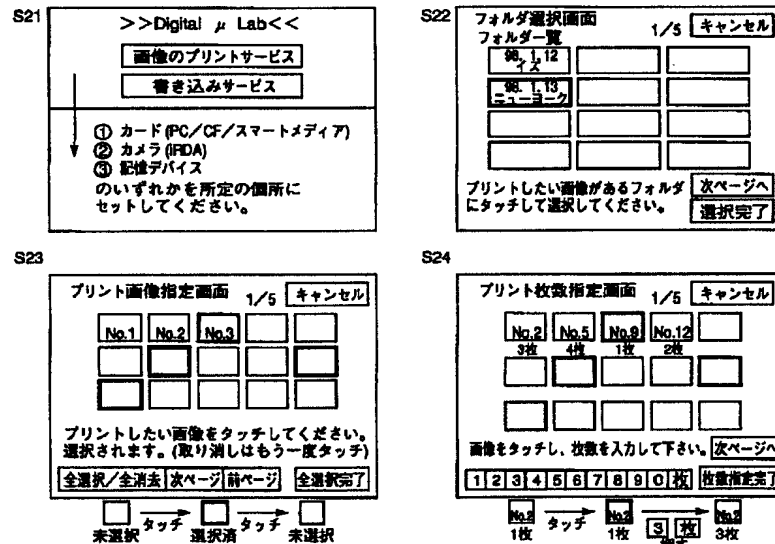 S21
>>Digital μ Lab<<
画像のプリントサービス
書き込みサービス
① カード(PC/CF/スマートメディア)
② カメラ(iRDA)
③ 記憶デバイス
のいずれかを所定の個所に
セットしてください。
S22
フォルダ選択画面
1/5 キャンセル
フォルダ一覧
98.1.12
イズ
98.1.13
ニューヨーク
プリントしたい画像があるフォルダ
にタッチして選択してください。
次ページへ
選択完了
S23
プリント画像指定画面
1/5 キャンセル
No.1 No.2 No.3
プリントしたい画像をタッチしてください。
選択されます。(取り消しはもう一度タッチ)
全選択/全消去 次ページ 前ページ 全選択完了
タッチ タッチ
未選択 選択済 未選択
S24
プリント枚数指定画面
1/5 キャンセル
No.2 No.5 No.9 No.12
3枚 4枚 1枚 2枚
画像をタッチし、枚数を入力して下さい。 次ページへ
1 2 3 4 5 6 7 8 9 0 枚 枚数指定完了
No.2 タッチ No.2 3 枚 No.2
1枚 1枚 押す 3枚